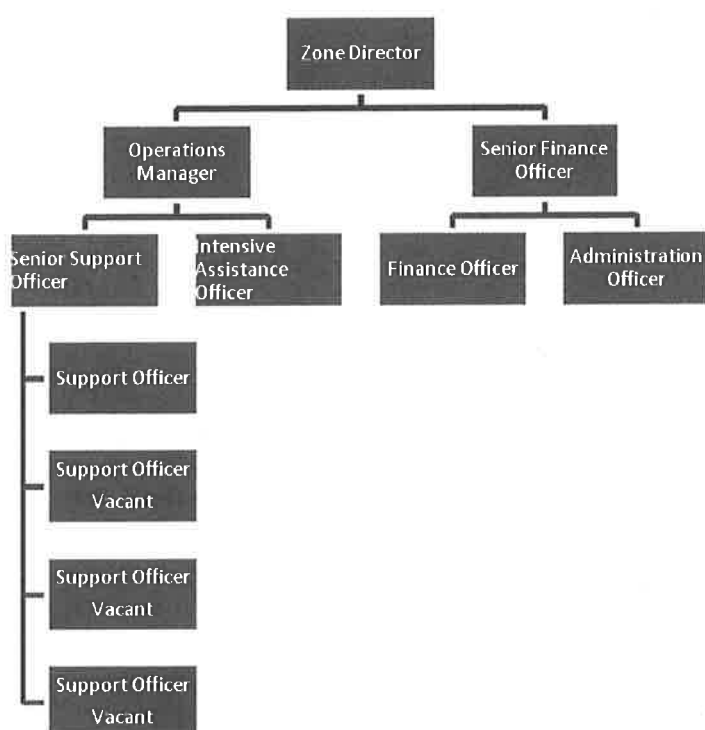 Zone Director
Operations
Manager
Senior Finance
Officer
Senior Support
Officer
Intensive
Assistance
Officer
Finance Officer
Administration
Officer
Support Officer
Support Officer
Vacant
Support Officer
Vacant
Support Officer
Vacant